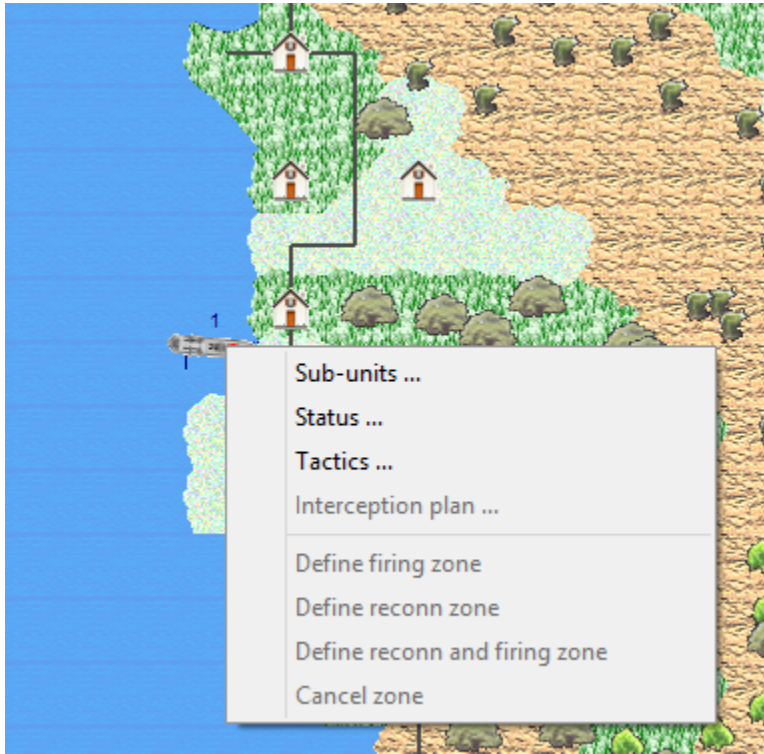 1
Sub-units ...
Status ...
Tactics ...
Interception plan ...
Define firing zone
Define reconn zone
Define reconn and firing zone
Cancel zone